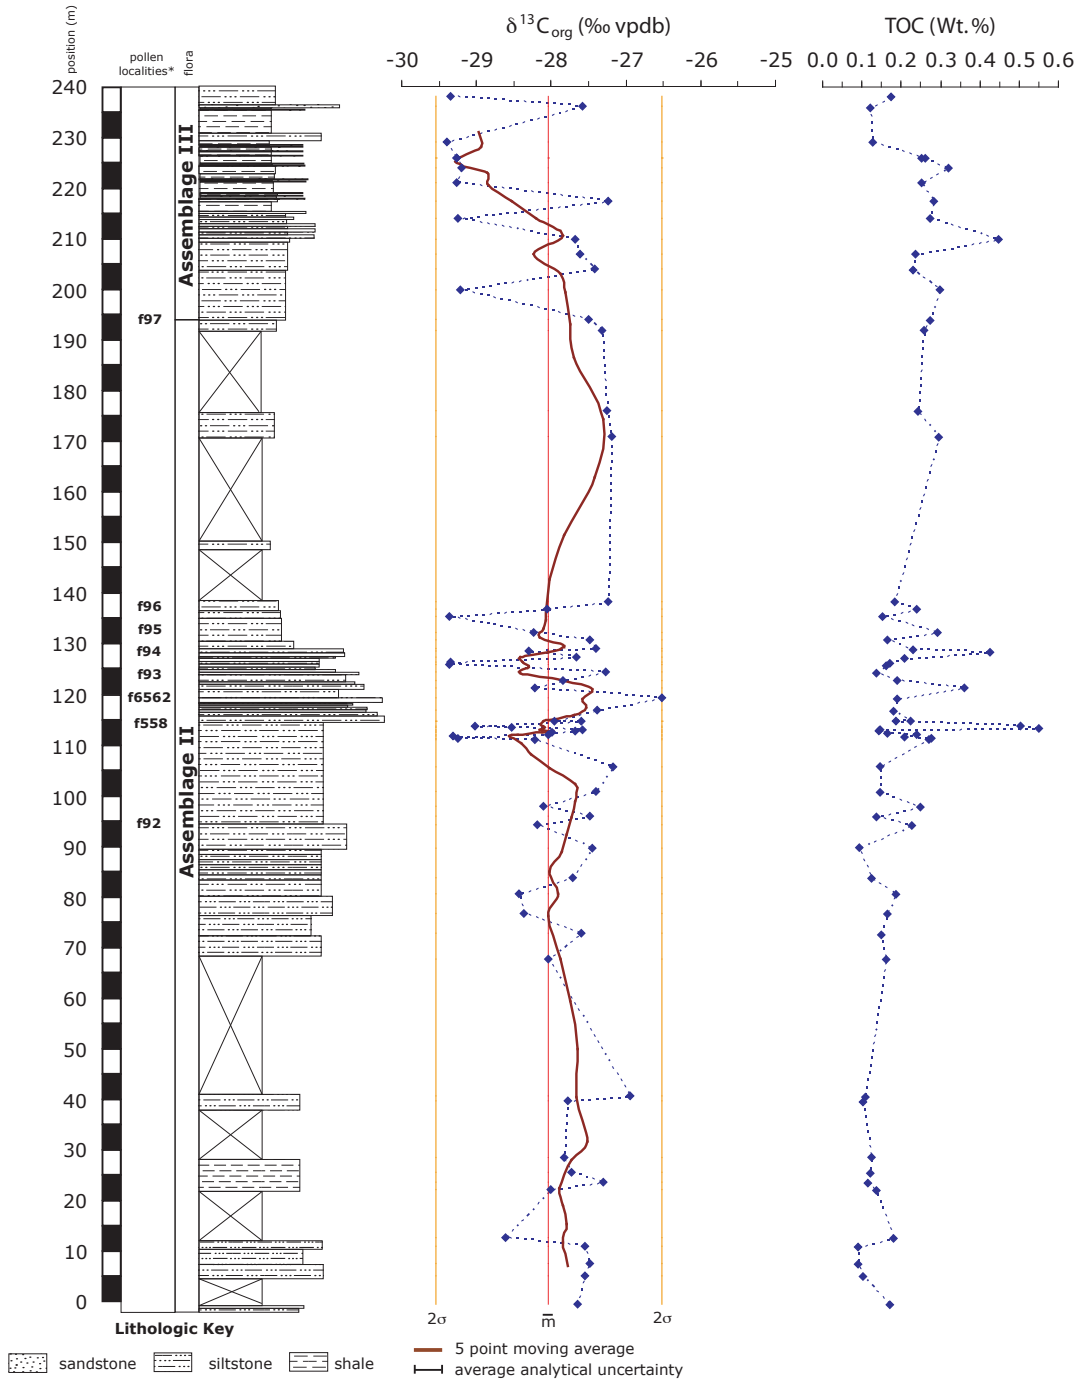 position (m)
pollen
localities*
flora
δ¹³Corg (‰ vpdb)
-30 -29 -28 -27 -26 -25
TOC (Wt. %)
0.0 0.1 0.2 0.3 0.4 0.5 0.6
240
230
220
210
200
190
180
170
160
150
140
130
120
110
100
90
80
70
60
50
40
30
20
10
0
f97
f96
f95
f94
f93
f6562
f558
f92
Assemblage III
Assemblage II
2σ m̅ 2σ
Lithologic Key
sandstone siltstone shale
5 point moving average
average analytical uncertainty